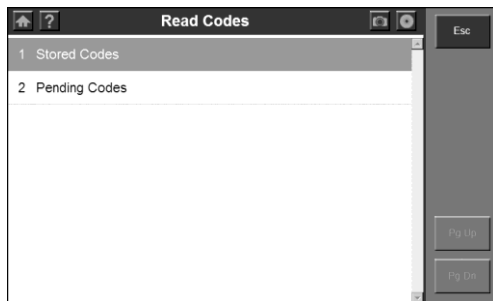 ?
Read Codes
Esc
1 Stored Codes
2 Pending Codes
Pg Up
Pg Dn